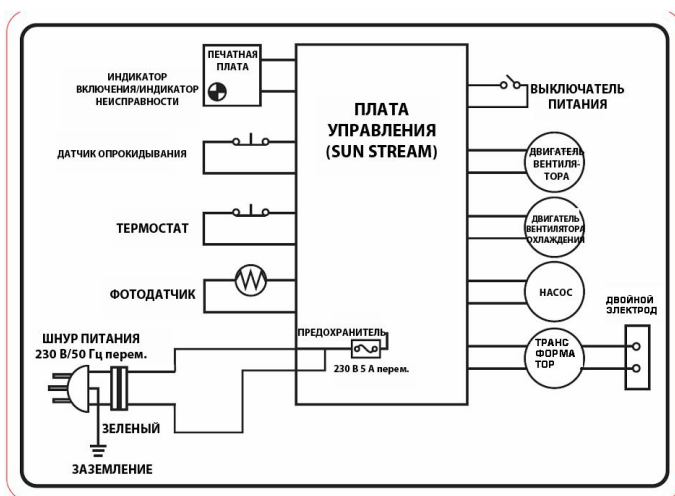 ПЕЧАТНАЯ
ПЛАТА
ИНДИКАТОР
ВКЛЮЧЕНИЯ/ИНДИКАТОР
НЕИСПРАВНОСТИ
ДАТЧИК ОПРОКИДЫВАНИЯ
ТЕРМОСТАТ
ФОТОДАТЧИК
ШНУР ПИТАНИЯ
230 В/50 Гц перем.
ЗЕЛЕНЫЙ
ЗАЗЕМЛЕНИЕ
ПЛАТА
УПРАВЛЕНИЯ
(SUN STREAM)
ПРЕДОХРАНИТЕЛЬ
230 В 5 А перем.
ВЫКЛЮЧАТЕЛЬ
ПИТАНИЯ
ДВИГАТЕЛЬ
ВЕНТИЛЯ-
ТОРА
ДВИГАТЕЛЬ
ВЕНТИЛЯТОРА
ОХЛАЖДЕНИЯ
НАСОС
ТРАНС
ФОРМА
ТОР
ДВОЙНОЙ
ЭЛЕКТРОД